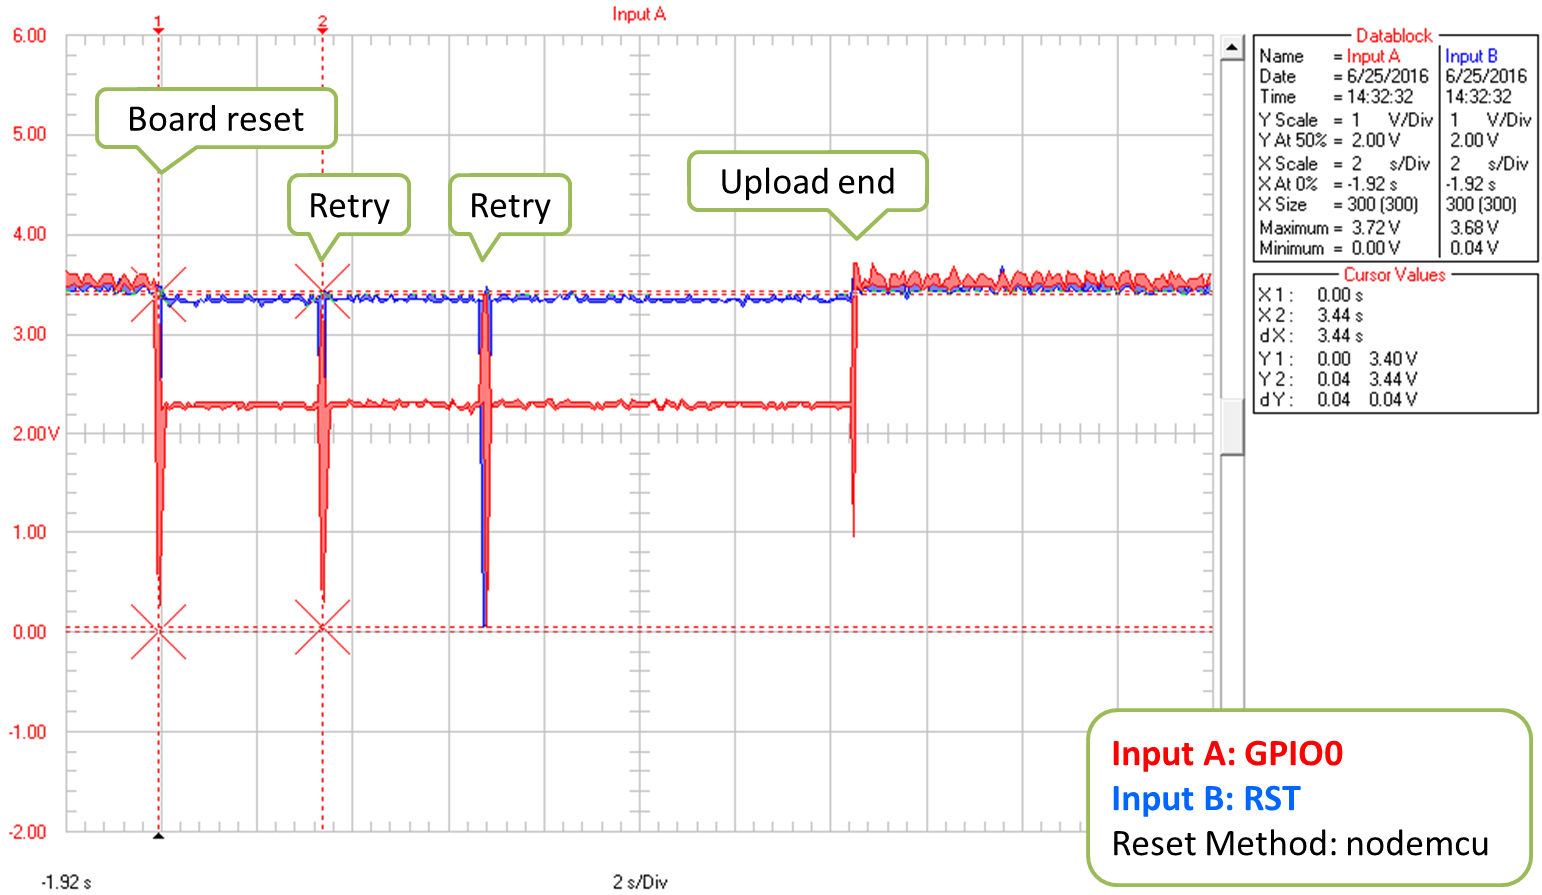 Input A
1
2
6.00
5.00
4.00
3.00
2.00V
1.00
0.00
-1.00
-2.00
Board reset
Retry
Retry
Upload end
-1.92 s
2 s/Div
Datablock
Name = Input A Input B
Date = 6/25/2016 6/25/2016
Time = 14:32:32 14:32:32
Y Scale = 1 V/Div 1 V/Div
Y At 50% = 2.00 V 2.00 V
X Scale = 2 s/Div 2 s/Div
X At 0% = -1.92 s -1.92 s
X Size = 300 (300) 300 (300)
Maximum = 3.72 V 3.68 V
Minimum = 0.00 V 0.04 V
Cursor Values
X1: 0.00 s
X2: 3.44 s
dX: 3.44 s
Y1: 0.00 3.40 V
Y2: 0.04 3.44 V
dY: 0.04 0.04 V
Input A: GPIO0
Input B: RST
Reset Method: nodemcu